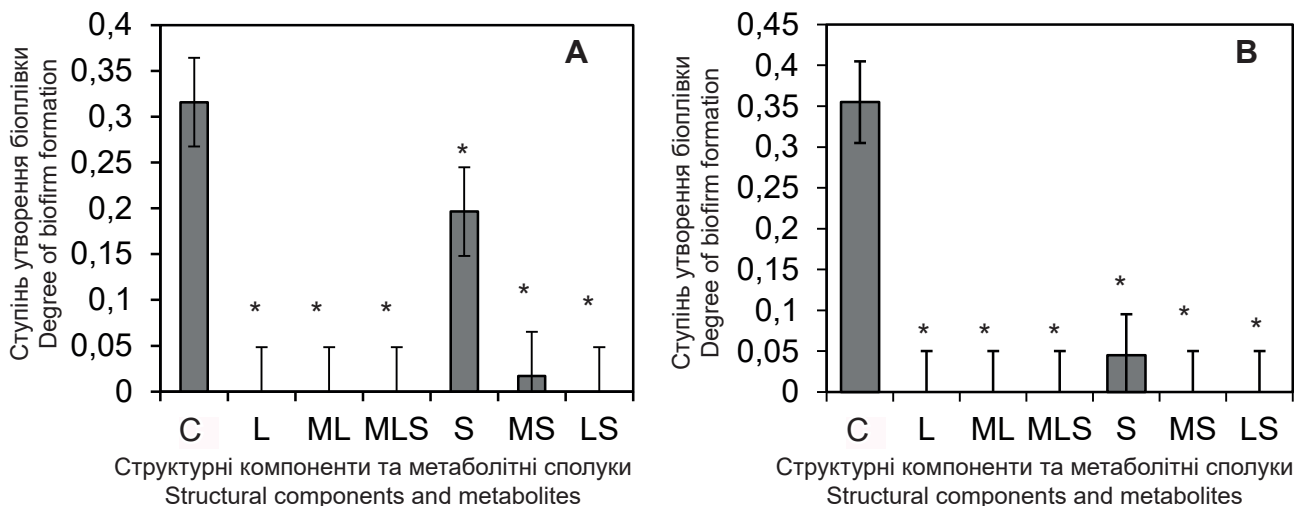 Ступінь утворення біоплівки
Degree of biofirm formation
0,4
0,35
0,3
0,25
0,2
0,15
0,1
0,05
0
A
*
*
*
*
*
*
C L ML MLS S MS LS
Структурні компоненти та метаболітні сполуки
Structural components and metabolites
Ступінь утворення біоплівки
Degree of biofirm formation
0,45
0,4
0,35
0,3
0,25
0,2
0,15
0,1
0,05
0
B
*
*
*
*
*
*
C L ML MLS S MS LS
Структурні компоненти та метаболітні сполуки
Structural components and metabolites